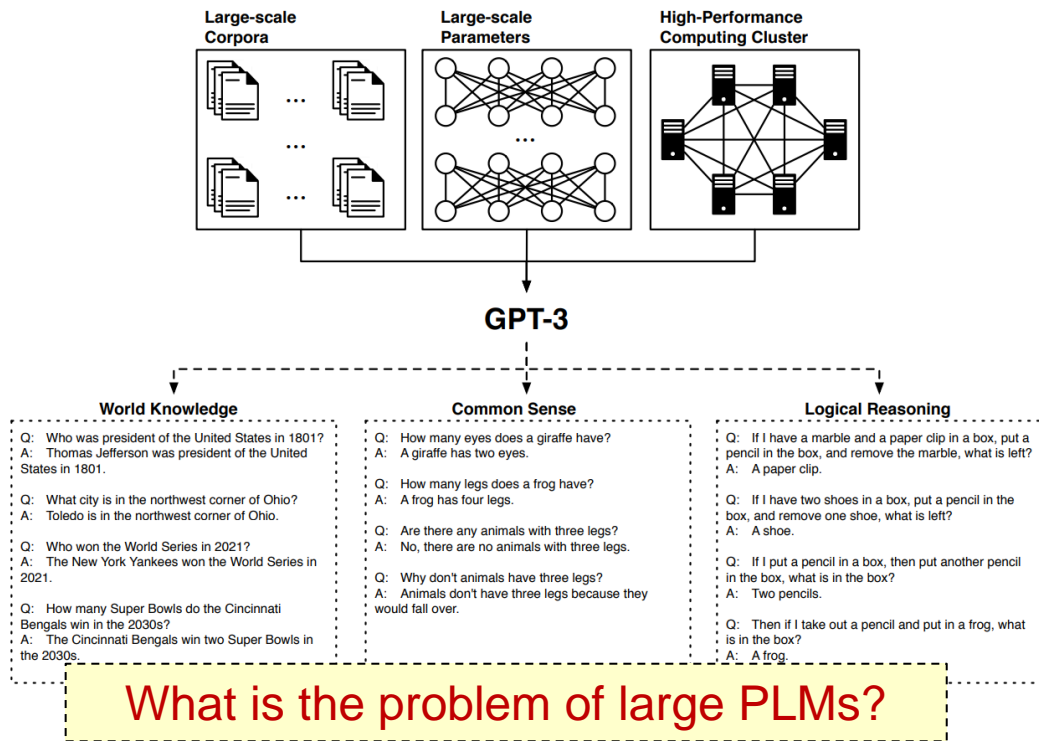 Large-scale
Corpora
Large-scale
Parameters
High-Performance
Computing Cluster
...
...
...
...
GPT-3
World Knowledge
Q: Who was president of the United States in 1801?
A: Thomas Jefferson was president of the United
States in 1801.
Q: What city is in the northwest corner of Ohio?
A: Toledo is in the northwest corner of Ohio.
Q: Who won the World Series in 2021?
A: The New York Yankees won the World Series in
2021.
Q: How many Super Bowls do the Cincinnati
Bengals win in the 2030s?
A: The Cincinnati Bengals win two Super Bowls in
the 2030s.
Common Sense
Q: How many eyes does a giraffe have?
A: A giraffe has two eyes.
Q: How many legs does a frog have?
A: A frog has four legs.
Q: Are there any animals with three legs?
A: No, there are no animals with three legs.
Q: Why don't animals have three legs?
A: Animals don't have three legs because they
would fall over.
Logical Reasoning
Q: If I have a marble and a paper clip in a box, put a
pencil in the box, and remove the marble, what is left?
A: A paper clip.
Q: If I have two shoes in a box, put a pencil in the
box, and remove one shoe, what is left?
A: A shoe.
Q: If I put a pencil in a box, then put another pencil
in the box, what is in the box?
A: Two pencils.
Q: Then if I take out a pencil and put in a frog, what
is in the box?
A: A frog.
What is the problem of large PLMs?